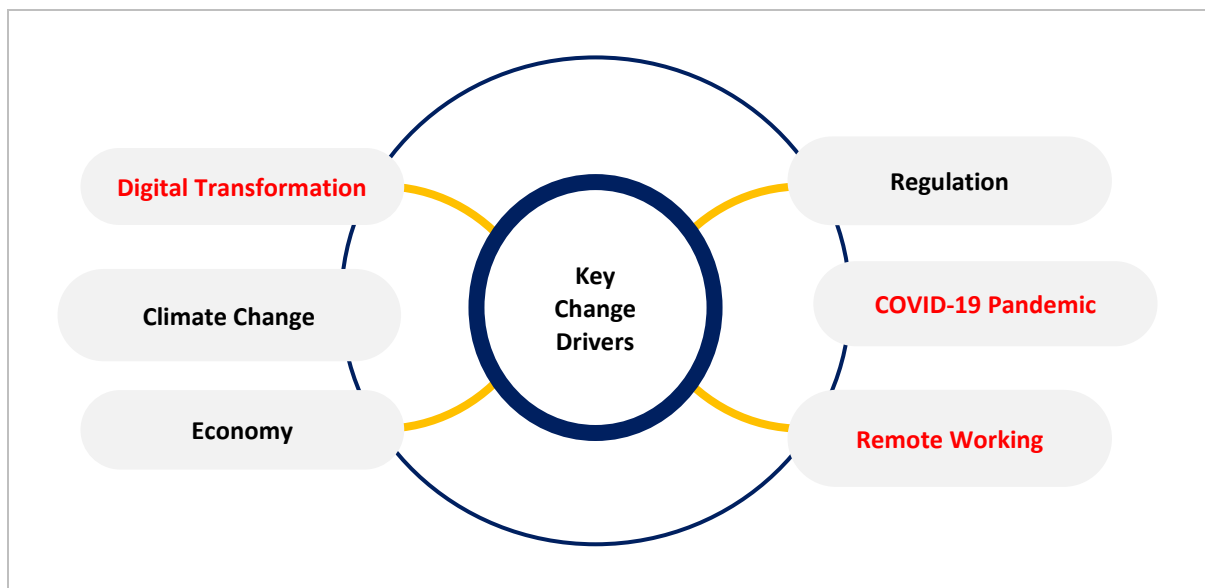 Digital Transformation
Climate Change
Economy
Key
Change
Drivers
Regulation
COVID-19 Pandemic
Remote Working